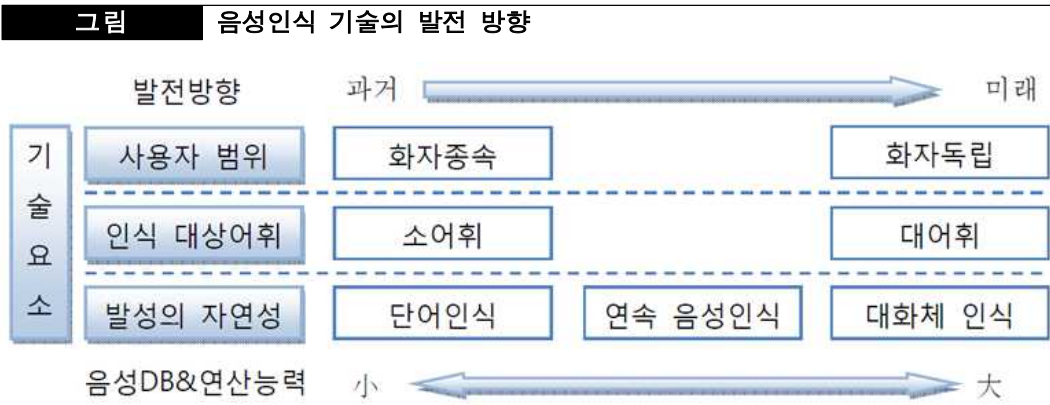 그림 음성인식 기술의 발전 방향
발전방향 과거 미래
기술요소
사용자 범위 화자종속 화자독립
인식 대상어휘 소어휘 대어휘
발성의 자연성 단어인식 연속 음성인식 대화체 인식
음성DB&연산능력 小 大